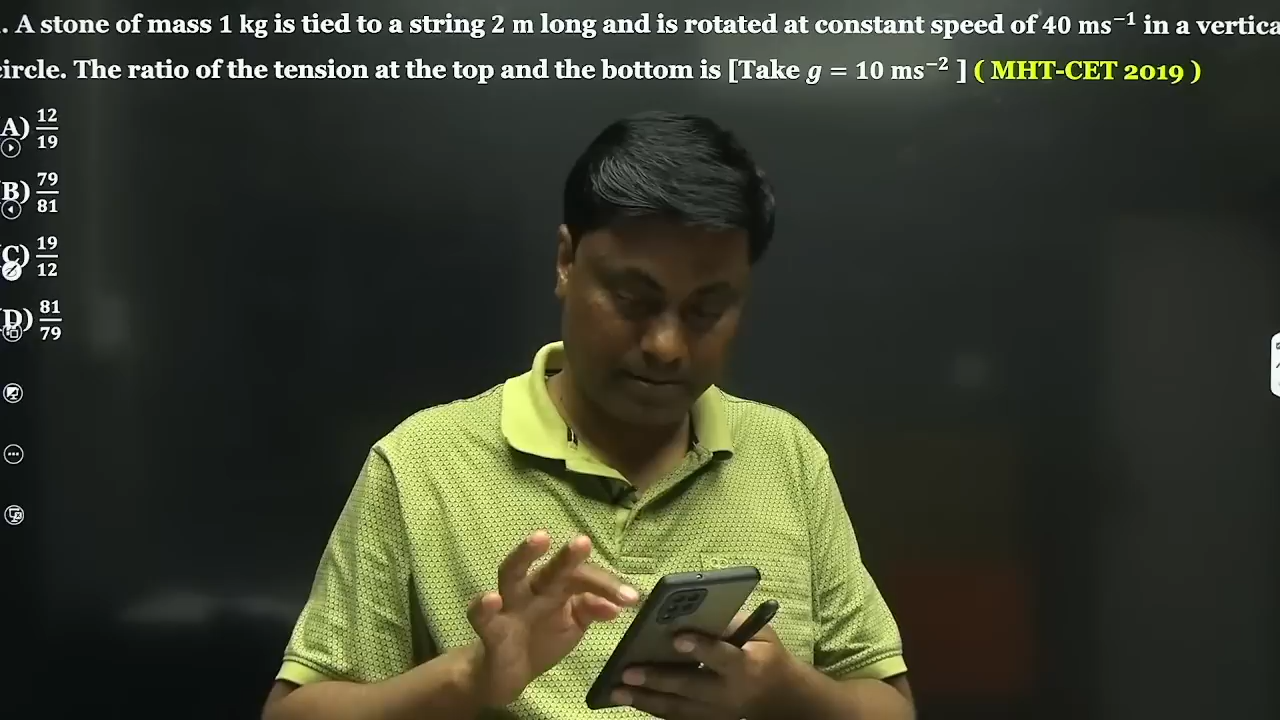 . A stone of mass 1 kg is tied to a string 2 m long and is rotated at constant speed of 40 ms⁻¹ in a vertica
circle. The ratio of the tension at the top and the bottom is [Take g = 10 ms⁻² ] ( MHT-CET 2019 )
A) 12/19
B) 79/81
C) 19/12
D) 81/79